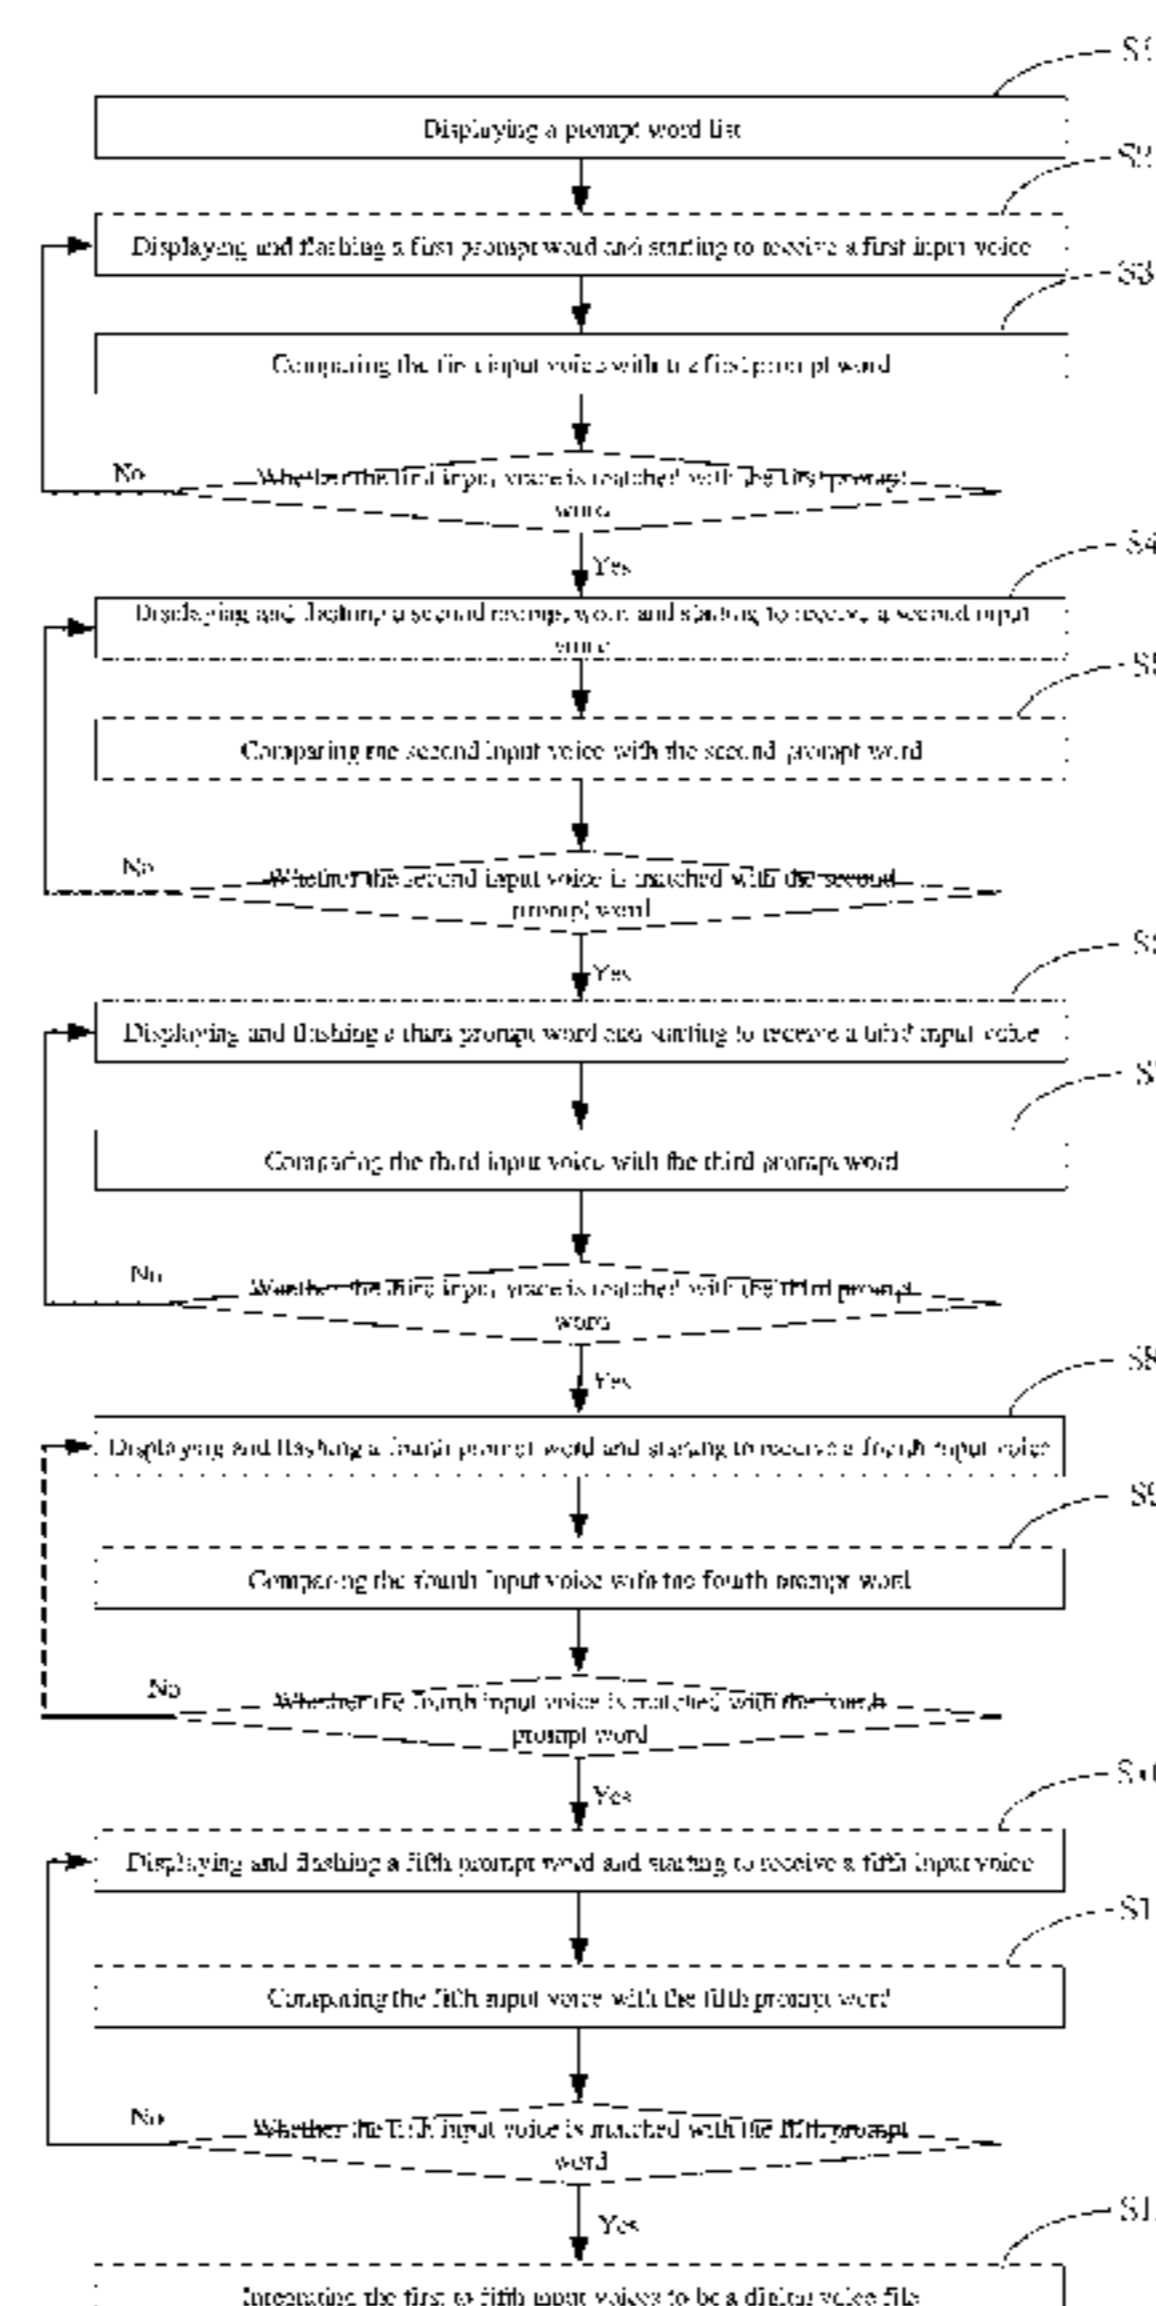 Displaying a prompt word list
S2
Displaying and flashing a first prompt word and starting to receive a first input voice
S3
Comparing the first input voice with the first prompt word
No
Whether the first input voice is matched with the first prompt
word
Yes
S4
Displaying and flashing a second prompt word and starting to receive a second input
voice
Comparing the second input voice with the second prompt word
No
Whether the second input voice is matched with the second
prompt word
Yes
Displaying and flashing a third prompt word and starting to receive a third input voice
Comparing the third input voice with the third prompt word
No
Whether the third input voice is matched with the third prompt
word
Yes
S8
Displaying and flashing a fourth prompt word and starting to receive a fourth input voice
S9
Comparing the fourth input voice with the fourth prompt word
No
Whether the fourth input voice is matched with the fourth
prompt word
Yes
Displaying and flashing a fifth prompt word and starting to receive a fifth input voice
S1
Comparing the fifth input voice with the fifth prompt word
No
Whether the fifth input voice is matched with the fifth prompt
word
Yes
S1
Integrating the first to fifth input voices to be a digital voice file